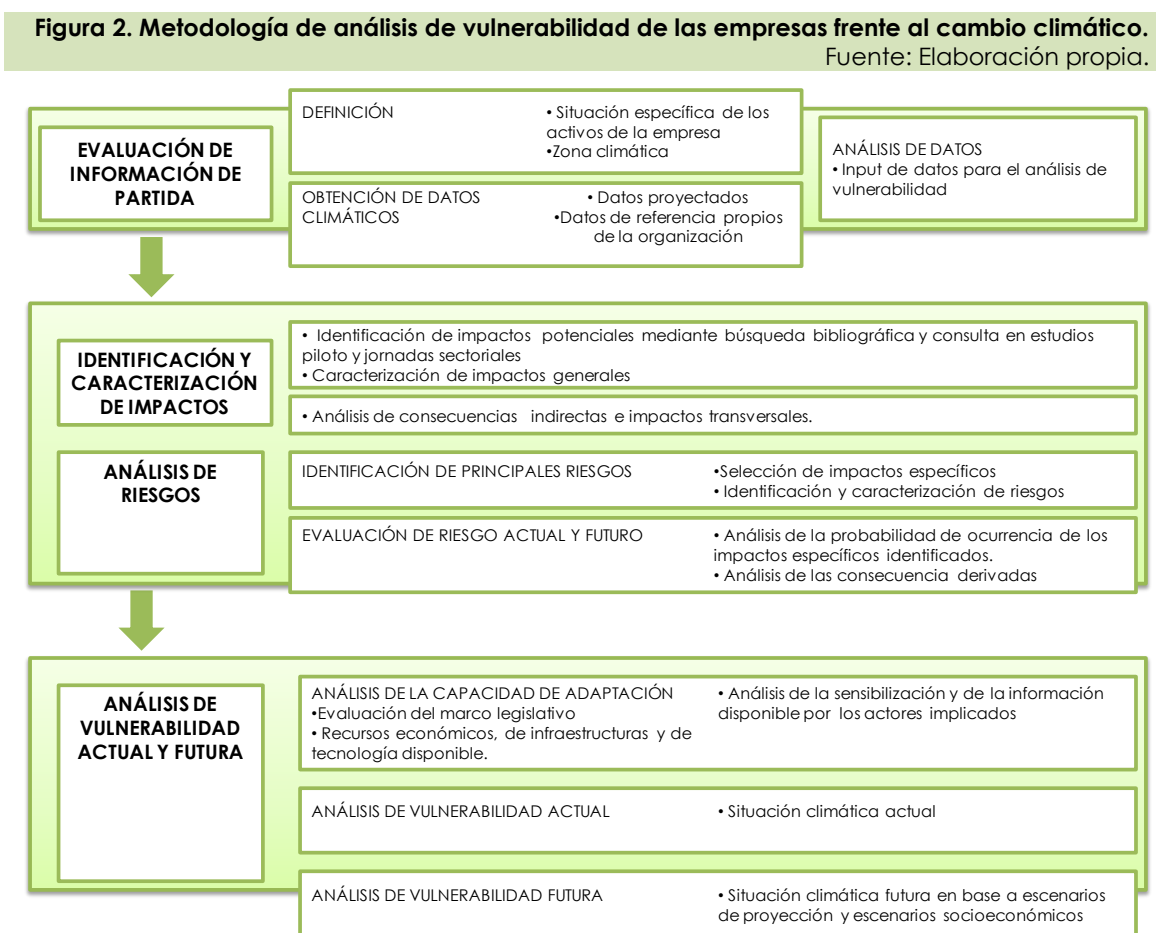 Figura 2. Metodología de análisis de vulnerabilidad de las empresas frente al cambio climático.
Fuente: Elaboración propia.
EVALUACIÓN DE
INFORMACIÓN DE
PARTIDA
DEFINICIÓN
• Situación específica de los
activos de la empresa
•Zona climática
OBTENCIÓN DE DATOS
CLIMÁTICOS
• Datos proyectados
•Datos de referencia propios
de la organización
ANÁLISIS DE DATOS
• Input de datos para el análisis de
vulnerabilidad
IDENTIFICACIÓN Y
CARACTERIZACIÓN
DE IMPACTOS
• Identificación de impactos potenciales mediante búsqueda bibliográfica y consulta en estudios
piloto y jornadas sectoriales
• Caracterización de impactos generales
• Análisis de consecuencias indirectas e impactos transversales.
ANÁLISIS DE
RIESGOS
IDENTIFICACIÓN DE PRINCIPALES RIESGOS
•Selección de impactos específicos
• Identificación y caracterización de riesgos
EVALUACIÓN DE RIESGO ACTUAL Y FUTURO
• Análisis de la probabilidad de ocurrencia de los
impactos específicos identificados.
• Análisis de las consecuencia derivadas
ANÁLISIS DE
VULNERABILIDAD
ACTUAL Y FUTURA
ANÁLISIS DE LA CAPACIDAD DE ADAPTACIÓN
•Evaluación del marco legislativo
• Recursos económicos, de infraestructuras y de
tecnología disponible.
• Análisis de la sensibilización y de la información
disponible por los actores implicados
ANÁLISIS DE VULNERABILIDAD ACTUAL
• Situación climática actual
ANÁLISIS DE VULNERABILIDAD FUTURA
• Situación climática futura en base a escenarios
de proyección y escenarios socioeconómicos